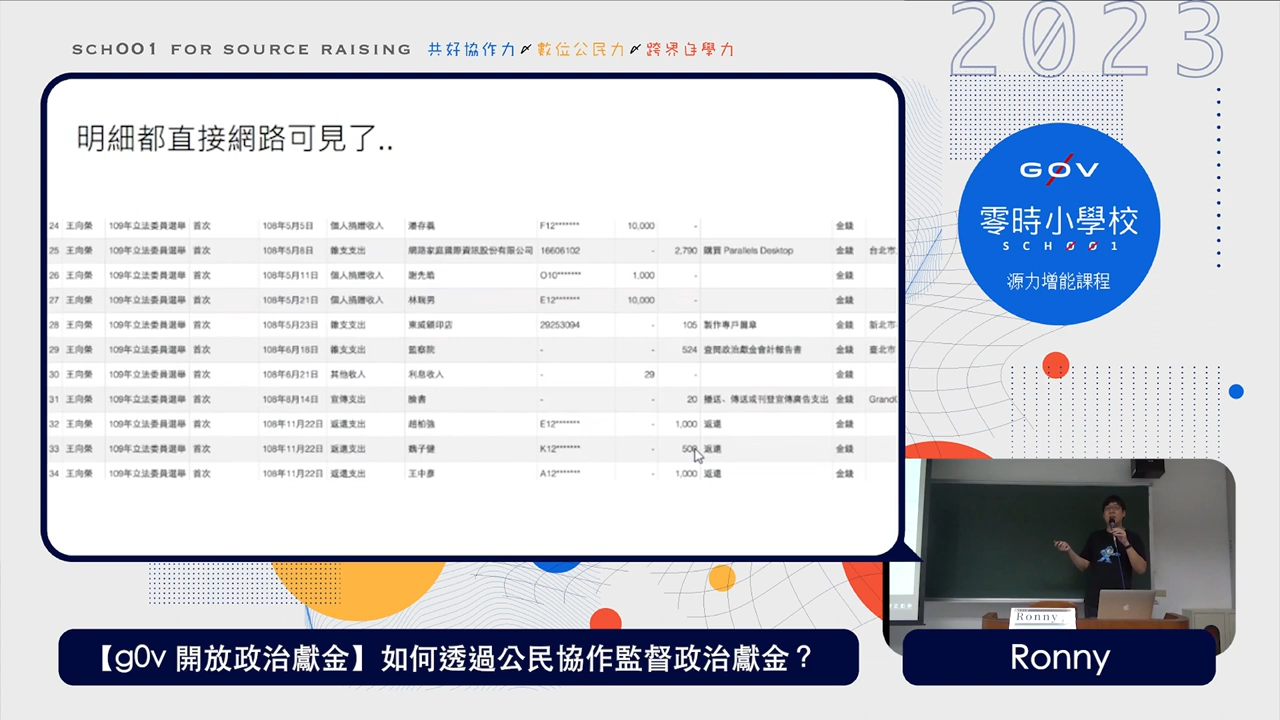 SCH001 FOR SOURCE RAISING 共好協作力 數位公民力 跨界自學力
2023
明細都直接網路可見了..
24 王向榮 109年立法委員選舉 首次 108年5月5日 個人捐贈收入 潘存義 F12******* 10,000 - 金錢
25 王向榮 109年立法委員選舉 首次 108年5月8日 雜支支出 網路家庭國際資訊股份有限公司 16606102 - 2,790 購買 Parallels Desktop 金錢 台北市
26 王向榮 109年立法委員選舉 首次 108年5月11日 個人捐贈收入 O10******* 1,000 - 金錢
27 王向榮 109年立法委員選舉 首次 108年5月21日 個人捐贈收入 E12******* 10,000 - 金錢
28 王向榮 109年立法委員選舉 首次 108年5月23日 雜支支出 東威鎖印店 29253094 - 105 製作專戶圖章 金錢 新北市
29 王向榮 109年立法委員選舉 首次 108年6月18日 雜支支出 監察院 - - 524 查閱政治獻金會計報告書 金錢 臺北市
30 王向榮 109年立法委員選舉 首次 108年6月21日 其他收入 利息收入 - 29 - 金錢
31 王向榮 109年立法委員選舉 首次 108年8月14日 宣傳支出 臉書 - - 20 播送、傳送或刊登宣傳廣告支出 金錢 Grand
32 王向榮 109年立法委員選舉 首次 108年11月22日 返還支出 趙柏強 E12******* - 1,000 返還 金錢
33 王向榮 109年立法委員選舉 首次 108年11月22日 返還支出 魏子健 K12******* - 500 返還 金錢
34 王向榮 109年立法委員選舉 首次 108年11月22日 返還支出 王中彥 A12******* - 1,000 返還 金錢
G0V
零時小學校
SCH001
源力增能課程
Ronny
【g0v 開放政治獻金】如何透過公民協作監督政治獻金？
Ronny